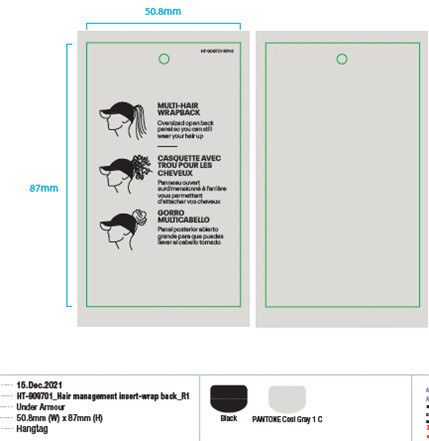 50.8mm
87mm
MULTI-HAIR
WRAPBACK
Oversized open back
panel so you can still
wear your hair up
CASQUETTE AVEC
TROU POUR LES
CHEVEUX
Panneau ouvert
surdimensionné à l'arrière
vous permettant
d'attacher vos cheveux
GORRO
MULTICABELLO
Panel posterior abierto
grande para que puedas
llevar el cabello tomado
15.Dec.2021
HT-909701_Hair management insert-wrap back_R1
Under Armour
50.8mm (W) x 87mm (H)
Hangtag
Black
PANTONE Cool Gray 1 C